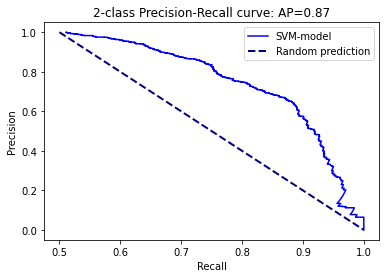 2-class Precision-Recall curve: AP=0.87
SVM-model
Random prediction
Precision
1.0
0.8
0.6
0.4
0.2
0.0
0.5 0.6 0.7 0.8 0.9 1.0
Recall